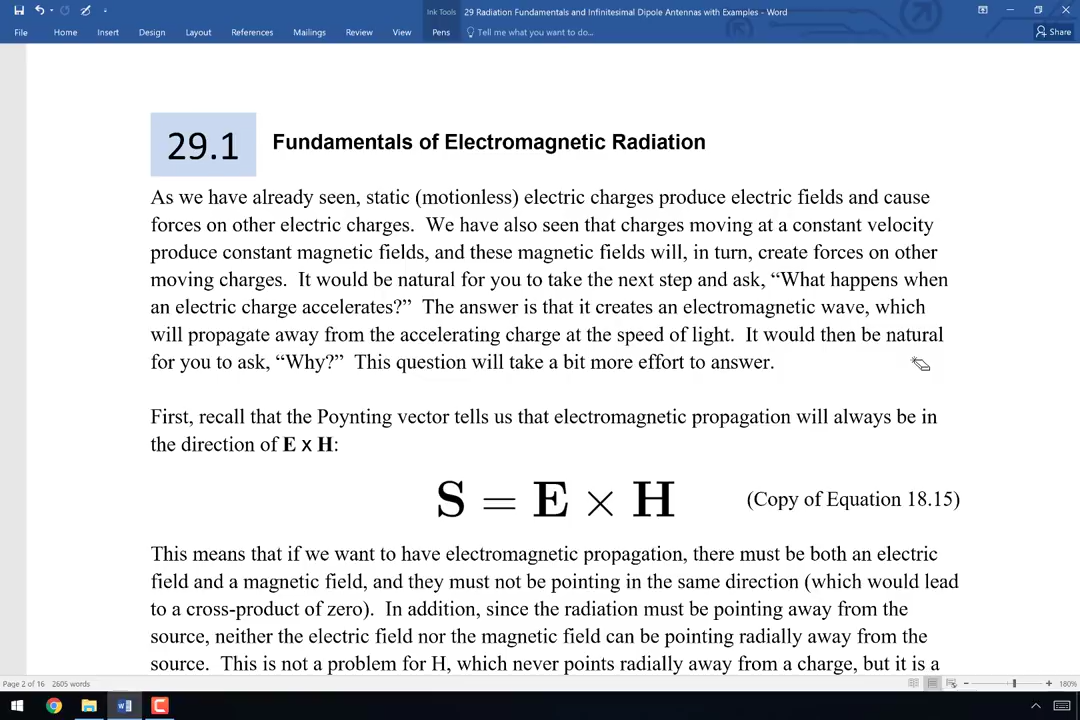 Ink Tools
29 Radiation Fundamentals and Infinitesimal Dipole Antennas with Examples - Word
File Home Insert Design Layout References Mailings Review View Pens Tell me what you want to do... Share
29.1 Fundamentals of Electromagnetic Radiation
As we have already seen, static (motionless) electric charges produce electric fields and cause
forces on other electric charges. We have also seen that charges moving at a constant velocity
produce constant magnetic fields, and these magnetic fields will, in turn, create forces on other
moving charges. It would be natural for you to take the next step and ask, “What happens when
an electric charge accelerates?” The answer is that it creates an electromagnetic wave, which
will propagate away from the accelerating charge at the speed of light. It would then be natural
for you to ask, “Why?” This question will take a bit more effort to answer.
First, recall that the Poynting vector tells us that electromagnetic propagation will always be in
the direction of E x H:
S = E × H (Copy of Equation 18.15)
This means that if we want to have electromagnetic propagation, there must be both an electric
field and a magnetic field, and they must not be pointing in the same direction (which would lead
to a cross-product of zero). In addition, since the radiation must be pointing away from the
source, neither the electric field nor the magnetic field can be pointing radially away from the
source. This is not a problem for H, which never points radially away from a charge, but it is a
Page 2 of 16 2605 words 180%